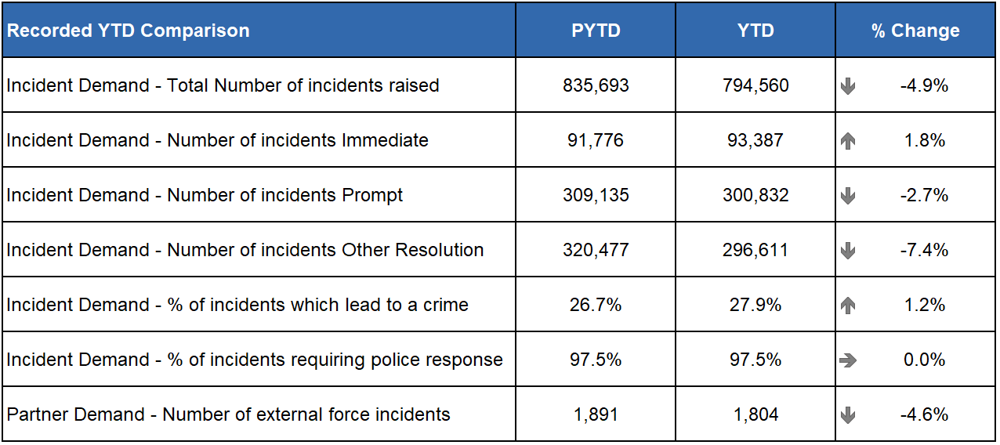 Recorded YTD Comparison PYTD YTD % Change
Incident Demand - Total Number of incidents raised 835,693 794,560 -4.9%
Incident Demand - Number of incidents Immediate 91,776 93,387 1.8%
Incident Demand - Number of incidents Prompt 309,135 300,832 -2.7%
Incident Demand - Number of incidents Other Resolution 320,477 296,611 -7.4%
Incident Demand - % of incidents which lead to a crime 26.7% 27.9% 1.2%
Incident Demand - % of incidents requiring police response 97.5% 97.5% 0.0%
Partner Demand - Number of external force incidents 1,891 1,804 -4.6%